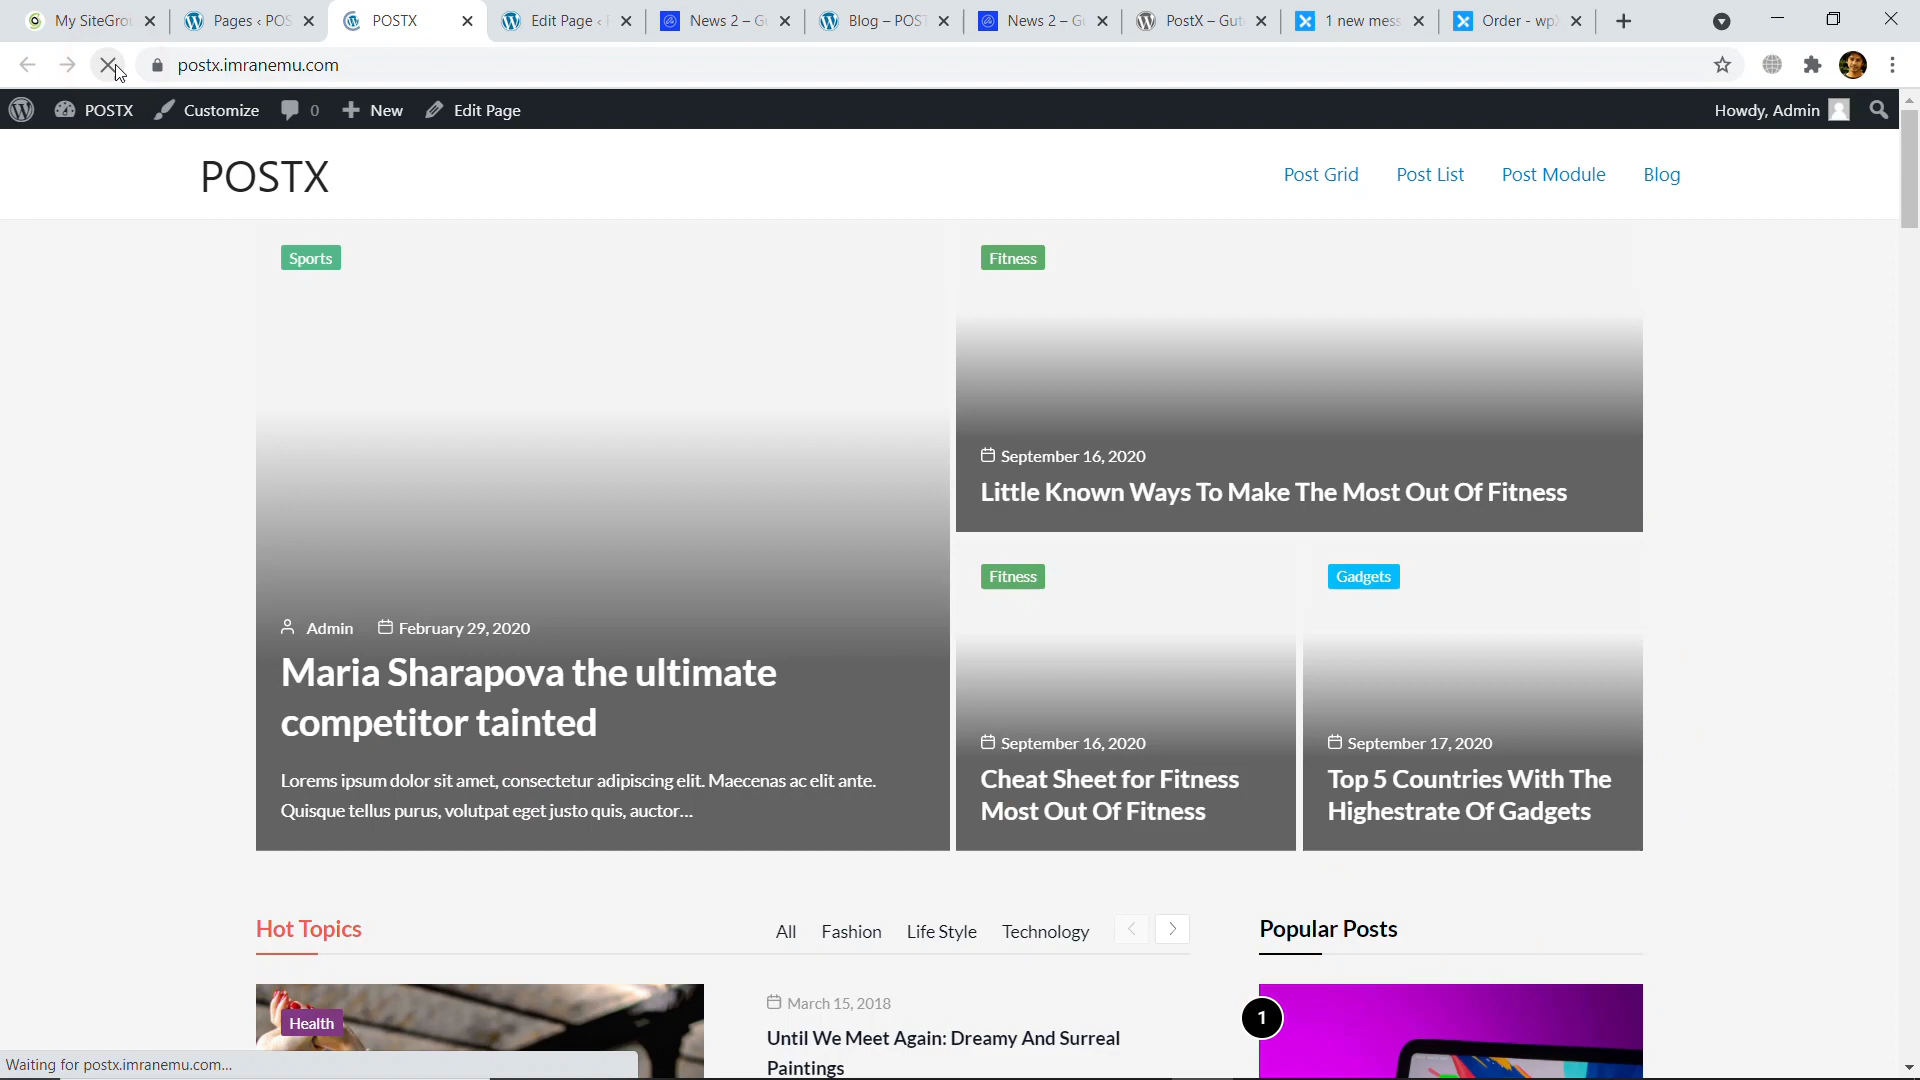 My SiteGro
Pages ‹ POS
POSTX
Edit Page ‹
News 2 – G
Blog – POST
News 2 – G
PostX – Gut
1 new mess
Order - wp
postx.imranemu.com
POSTX
Customize
0
New
Edit Page
Howdy, Admin
POSTX
Post Grid
Post List
Post Module
Blog
Sports
Admin
February 29, 2020
Maria Sharapova the ultimate
competitor tainted
Lorems ipsum dolor sit amet, consectetur adipiscing elit. Maecenas ac elit ante.
Quisque tellus purus, volutpat eget justo quis, auctor...
Fitness
September 16, 2020
Little Known Ways To Make The Most Out Of Fitness
Fitness
September 16, 2020
Cheat Sheet for Fitness
Most Out Of Fitness
Gadgets
September 17, 2020
Top 5 Countries With The
Highestrate Of Gadgets
Hot Topics
All
Fashion
Life Style
Technology
Health
March 15, 2018
Until We Meet Again: Dreamy And Surreal
Paintings
Popular Posts
1
Waiting for postx.imranemu.com...